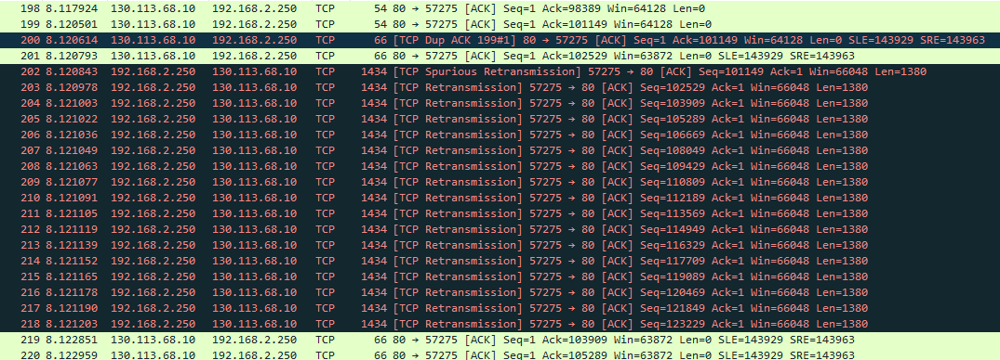 198 8.117924 130.113.68.10 192.168.2.250 TCP 54 80 → 57275 [ACK] Seq=1 Ack=98389 Win=64128 Len=0
199 8.120501 130.113.68.10 192.168.2.250 TCP 54 80 → 57275 [ACK] Seq=1 Ack=101149 Win=64128 Len=0
200 8.120614 130.113.68.10 192.168.2.250 TCP 66 [TCP Dup ACK 199#1] 80 → 57275 [ACK] Seq=1 Ack=101149 Win=64128 Len=0 SLE=143929 SRE=143963
201 8.120793 130.113.68.10 192.168.2.250 TCP 66 80 → 57275 [ACK] Seq=1 Ack=102529 Win=63872 Len=0 SLE=143929 SRE=143963
202 8.120843 192.168.2.250 130.113.68.10 TCP 1434 [TCP Spurious Retransmission] 57275 → 80 [ACK] Seq=101149 Ack=1 Win=66048 Len=1380
203 8.120978 192.168.2.250 130.113.68.10 TCP 1434 [TCP Retransmission] 57275 → 80 [ACK] Seq=102529 Ack=1 Win=66048 Len=1380
204 8.121003 192.168.2.250 130.113.68.10 TCP 1434 [TCP Retransmission] 57275 → 80 [ACK] Seq=103909 Ack=1 Win=66048 Len=1380
205 8.121022 192.168.2.250 130.113.68.10 TCP 1434 [TCP Retransmission] 57275 → 80 [ACK] Seq=105289 Ack=1 Win=66048 Len=1380
206 8.121036 192.168.2.250 130.113.68.10 TCP 1434 [TCP Retransmission] 57275 → 80 [ACK] Seq=106669 Ack=1 Win=66048 Len=1380
207 8.121049 192.168.2.250 130.113.68.10 TCP 1434 [TCP Retransmission] 57275 → 80 [ACK] Seq=108049 Ack=1 Win=66048 Len=1380
208 8.121063 192.168.2.250 130.113.68.10 TCP 1434 [TCP Retransmission] 57275 → 80 [ACK] Seq=109429 Ack=1 Win=66048 Len=1380
209 8.121077 192.168.2.250 130.113.68.10 TCP 1434 [TCP Retransmission] 57275 → 80 [ACK] Seq=110809 Ack=1 Win=66048 Len=1380
210 8.121091 192.168.2.250 130.113.68.10 TCP 1434 [TCP Retransmission] 57275 → 80 [ACK] Seq=112189 Ack=1 Win=66048 Len=1380
211 8.121105 192.168.2.250 130.113.68.10 TCP 1434 [TCP Retransmission] 57275 → 80 [ACK] Seq=113569 Ack=1 Win=66048 Len=1380
212 8.121119 192.168.2.250 130.113.68.10 TCP 1434 [TCP Retransmission] 57275 → 80 [ACK] Seq=114949 Ack=1 Win=66048 Len=1380
213 8.121139 192.168.2.250 130.113.68.10 TCP 1434 [TCP Retransmission] 57275 → 80 [ACK] Seq=116329 Ack=1 Win=66048 Len=1380
214 8.121152 192.168.2.250 130.113.68.10 TCP 1434 [TCP Retransmission] 57275 → 80 [ACK] Seq=117709 Ack=1 Win=66048 Len=1380
215 8.121165 192.168.2.250 130.113.68.10 TCP 1434 [TCP Retransmission] 57275 → 80 [ACK] Seq=119089 Ack=1 Win=66048 Len=1380
216 8.121178 192.168.2.250 130.113.68.10 TCP 1434 [TCP Retransmission] 57275 → 80 [ACK] Seq=120469 Ack=1 Win=66048 Len=1380
217 8.121190 192.168.2.250 130.113.68.10 TCP 1434 [TCP Retransmission] 57275 → 80 [ACK] Seq=121849 Ack=1 Win=66048 Len=1380
218 8.121203 192.168.2.250 130.113.68.10 TCP 1434 [TCP Retransmission] 57275 → 80 [ACK] Seq=123229 Ack=1 Win=66048 Len=1380
219 8.122851 130.113.68.10 192.168.2.250 TCP 66 80 → 57275 [ACK] Seq=1 Ack=103909 Win=63872 Len=0 SLE=143929 SRE=143963
220 8.122959 130.113.68.10 192.168.2.250 TCP 66 80 → 57275 [ACK] Seq=1 Ack=105289 Win=63872 Len=0 SLE=143929 SRE=143963